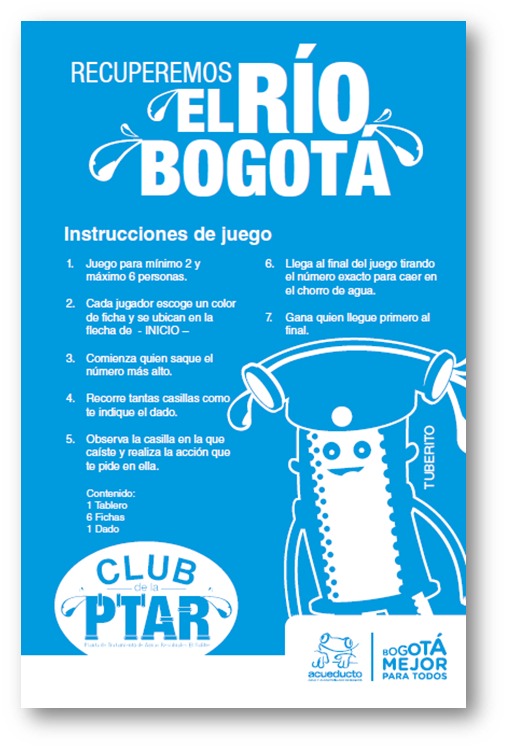 RECUPEREMOS
EL RÍO
BOGOTÁ
Instrucciones de juego
1. Juego para mínimo 2 y
máximo 6 personas.
2. Cada jugador escoge un color
de ficha y se ubican en la
flecha de - INICIO –
3. Comienza quien saque el
número más alto.
4. Recorre tantas casillas como
te indique el dado.
5. Observa la casilla en la que
caíste y realiza la acción que
te pide en ella.
Contenido:
1 Tablero
6 Fichas
1 Dado
6. Llega al final del juego tirando
el número exacto para caer en
el chorro de agua.
7. Gana quien llegue primero al
final.
TUBERITO
CLUB
de la
PTAR
acueducto
BOGOTÁ
MEJOR
PARA TODOS